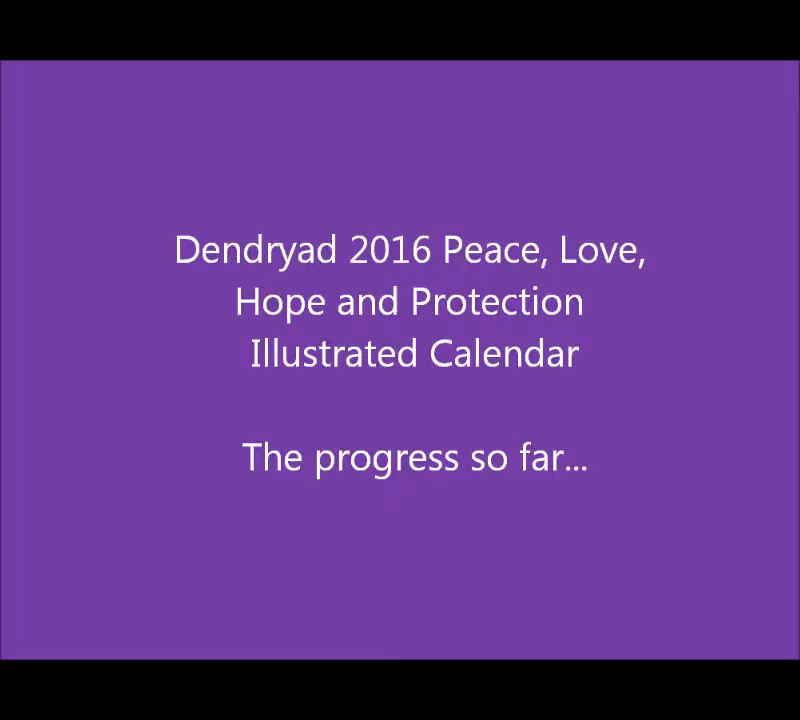 Dendryad 2016 Peace, Love,
Hope and Protection
Illustrated Calendar
The progress so far...